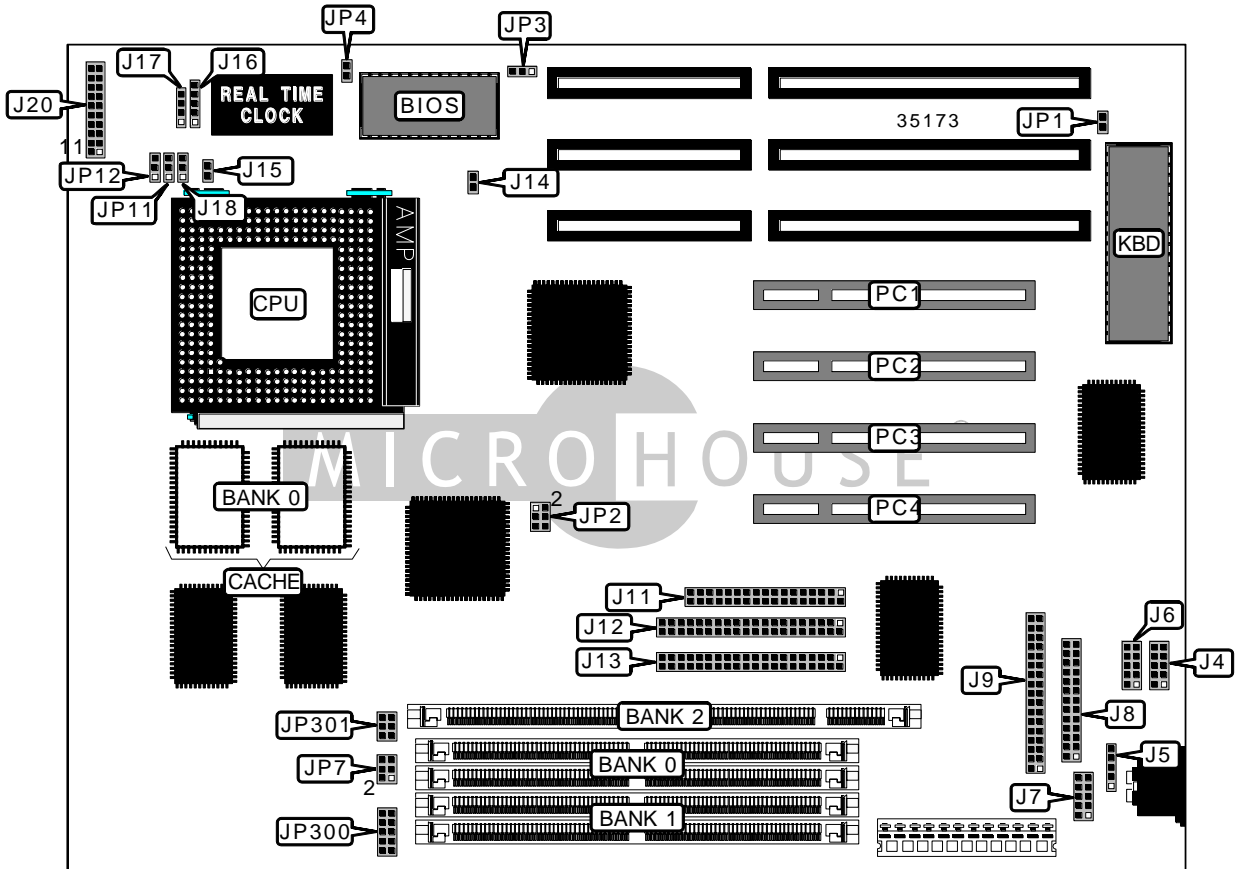 JP4
JP3
J17
J16
J20
REAL TIME
CLOCK
BIOS
35173
JP1
11
JP12
J15
J14
JP11
J18
AMP
KBD
CPU
PC1
PC2
PC3
PC4
MICROHOUSE
®
BANK 0
2
JP2
CACHE
J11
J12
J13
J6
J4
J9
J8
JP301
BANK 2
J5
JP7
BANK 0
2
J7
JP300
BANK 1